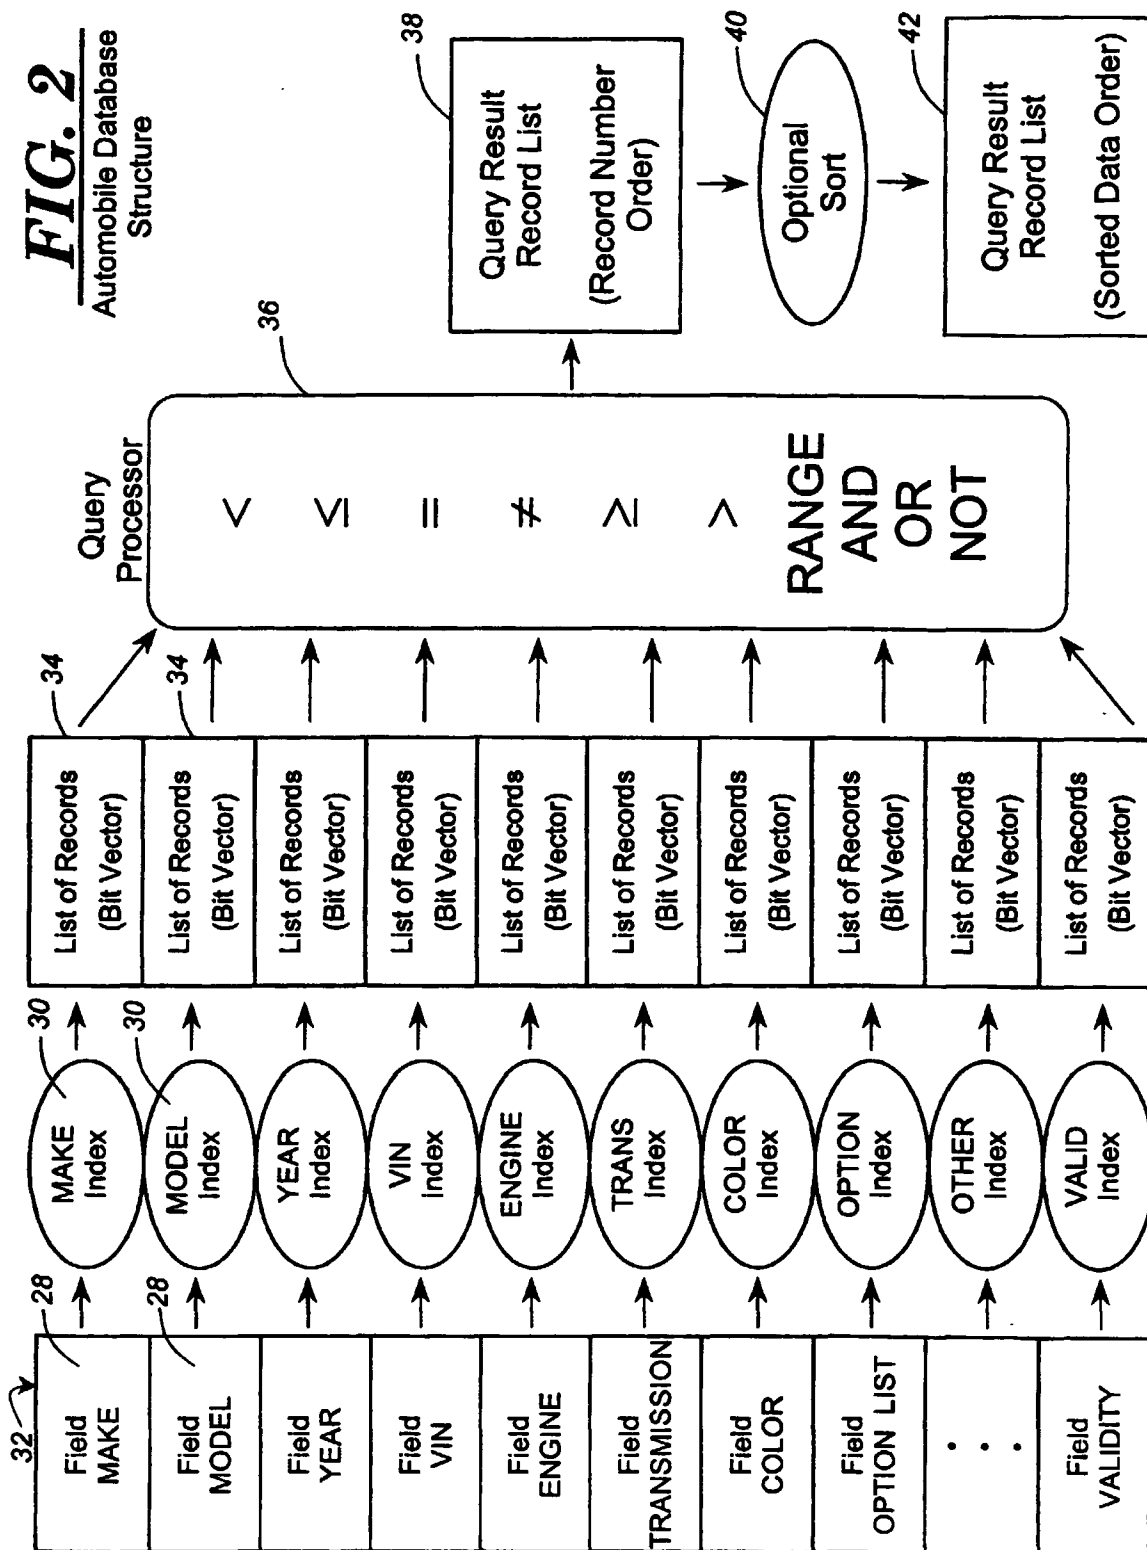 FIG. 2
Automobile Database
Structure
32
Field
MAKE
28
Field
MODEL
28
Field
YEAR
Field
VIN
Field
ENGINE
Field
TRANSMISSION
Field
COLOR
Field
OPTION LIST
. . .
Field
VALIDITY
MAKE
Index
30
MODEL
Index
30
YEAR
Index
VIN
Index
ENGINE
Index
TRANS
Index
COLOR
Index
OPTION
Index
OTHER
Index
VALID
Index
List of Records
(Bit Vector)
34
List of Records
(Bit Vector)
34
List of Records
(Bit Vector)
List of Records
(Bit Vector)
List of Records
(Bit Vector)
List of Records
(Bit Vector)
List of Records
(Bit Vector)
List of Records
(Bit Vector)
List of Records
(Bit Vector)
List of Records
(Bit Vector)
Query
Processor
36
<
≤
=
≠
≥
>
RANGE
AND
OR
NOT
38
Query Result
Record List
(Record Number
Order)
40
Optional
Sort
42
Query Result
Record List
(Sorted Data Order)